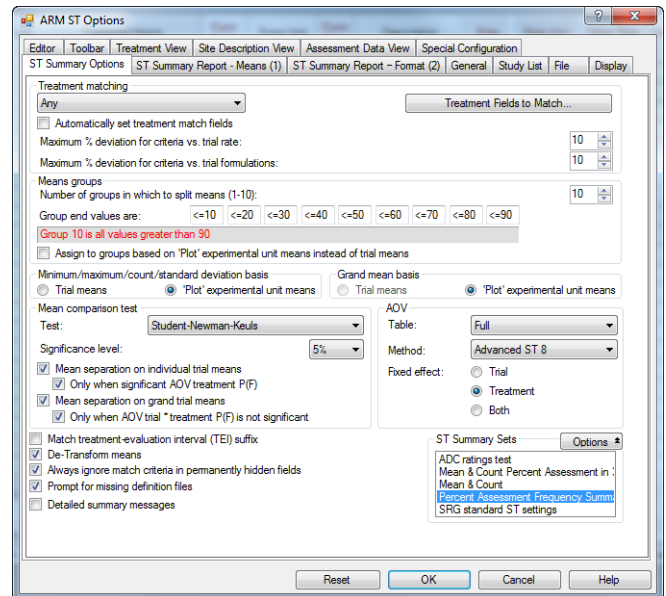 ARM ST Options
Editor Toolbar Treatment View Site Description View Assessment Data View Special Configuration
ST Summary Options ST Summary Report - Means (1) ST Summary Report - Format (2) General Study List File Display
Treatment matching
Any Treatment Fields to Match...
Automatically set treatment match fields
Maximum % deviation for criteria vs. trial rate: 10
Maximum % deviation for criteria vs. trial formulations: 10
Means groups
Number of groups in which to split means (1-10): 10
Group end values are: <=10 <=20 <=30 <=40 <=50 <=60 <=70 <=80 <=90
Group 10 is all values greater than 90
Assign to groups based on 'Plot' experimental unit means instead of trial means
Minimum/maximum/count/standard deviation basis Grand mean basis
Trial means 'Plot' experimental unit means Trial means 'Plot' experimental unit means
Mean comparison test AOV
Test: Student-Newman-Keuls Table: Full
Significance level: 5% Method: Advanced ST 8
Mean separation on individual trial means Fixed effect: Trial
Only when significant AOV treatment P(F) Treatment
Mean separation on grand trial means Both
Only when AOV trial * treatment P(F) is not significant
Match treatment-evaluation interval (TEI) suffix ST Summary Sets Options
De-Transform means ADC ratings test
Always ignore match criteria in permanently hidden fields Mean & Count Percent Assessment in
Prompt for missing definition files Mean & Count
Percent Assessment Frequency Summ
Detailed summary messages SRG standard ST settings
Reset OK Cancel Help